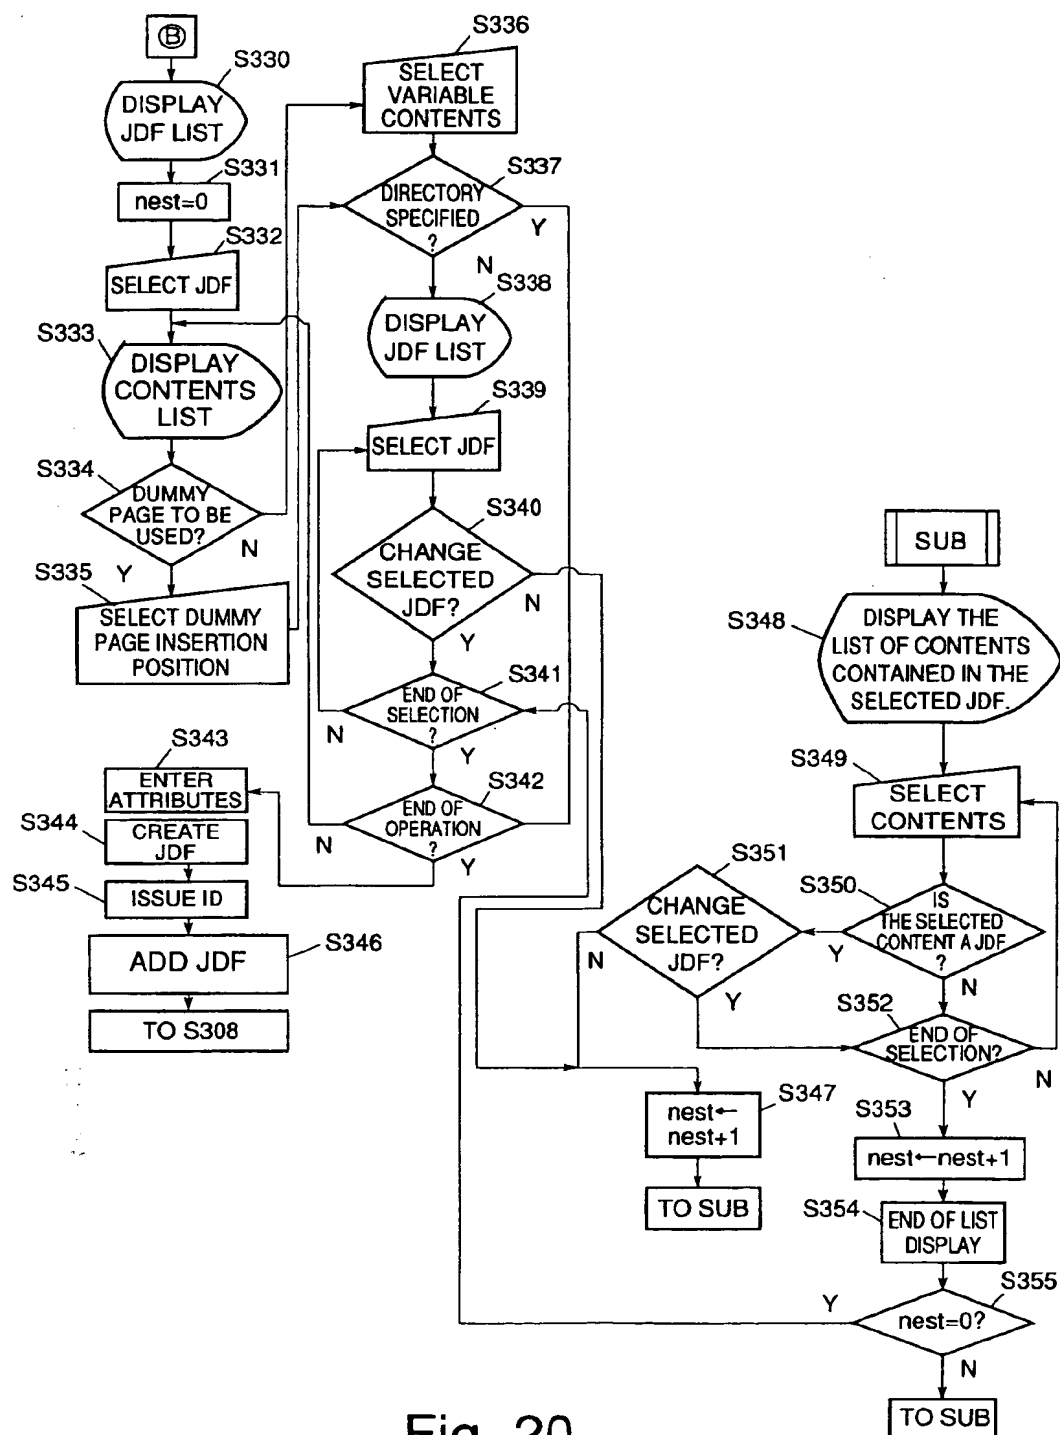 B
S330
DISPLAY
JDF LIST
S331
nest=0
S332
SELECT JDF
S333
DISPLAY
CONTENTS
LIST
S334
DUMMY
PAGE TO BE
USED?
N
Y
S335
SELECT DUMMY
PAGE INSERTION
POSITION
S336
SELECT
VARIABLE
CONTENTS
S337
DIRECTORY
SPECIFIED
?
Y
N
S338
DISPLAY
JDF LIST
S339
SELECT JDF
S340
CHANGE
SELECTED
JDF?
N
Y
S341
END OF
SELECTION
?
N
Y
S342
END OF
OPERATION
?
N
Y
S343
ENTER
ATTRIBUTES
S344
CREATE
JDF
S345
ISSUE ID
S346
ADD JDF
TO S308
SUB
S348
DISPLAY THE
LIST OF CONTENTS
CONTAINED IN THE
SELECTED JDF.
S349
SELECT
CONTENTS
S350
IS
THE SELECTED
CONTENT A JDF
?
Y
N
S351
CHANGE
SELECTED
JDF?
N
Y
S352
END OF
SELECTION?
N
Y
S347
nest←
nest+1
TO SUB
S353
nest←nest+1
S354
END OF LIST
DISPLAY
S355
nest=0?
Y
N
TO SUB
Fig. 20